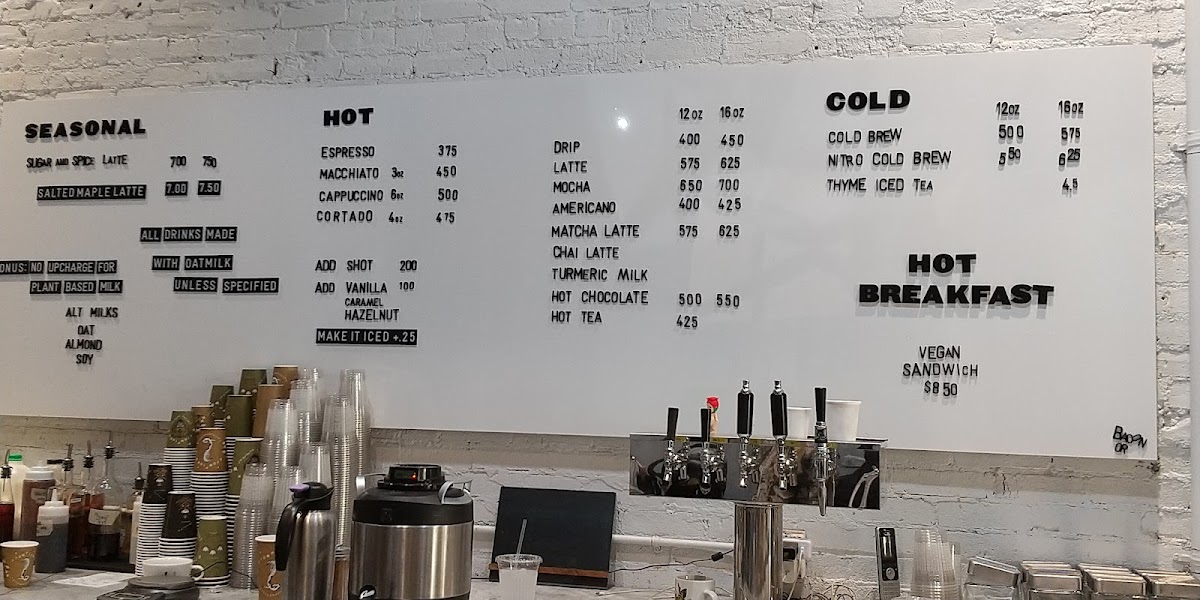 SEASONAL
SUGAR AND SPICE LATTE 700 750
SALTED MAPLE LATTE 7.00 7.50
ALL DRINKS MADE
WITH OATMILK
UNLESS SPECIFIED
ONUS: NO UPCHARGE FOR
PLANT BASED MILK
ALT MILKS
OAT
ALMOND
SOY
HOT
ESPRESSO 375
MACCHIATO 3oz 450
CAPPUCCINO 6oz 500
CORTADO 4oz 475
ADD SHOT 200
ADD VANILLA 100
CARAMEL
HAZELNUT
MAKE IT ICED +.25
12oz 16oz
DRIP 400 450
LATTE 575 625
MOCHA 650 700
AMERICANO 400 425
MATCHA LATTE 575 625
CHAI LATTE
TURMERIC MILK
HOT CHOCOLATE 500 550
HOT TEA 425
COLD 12oz 16oz
COLD BREW 500 575
NITRO COLD BREW 550 625
THYME ICED TEA 4,5
HOT
BREAKFAST
VEGAN
SANDWICH
$850
BACON
OR